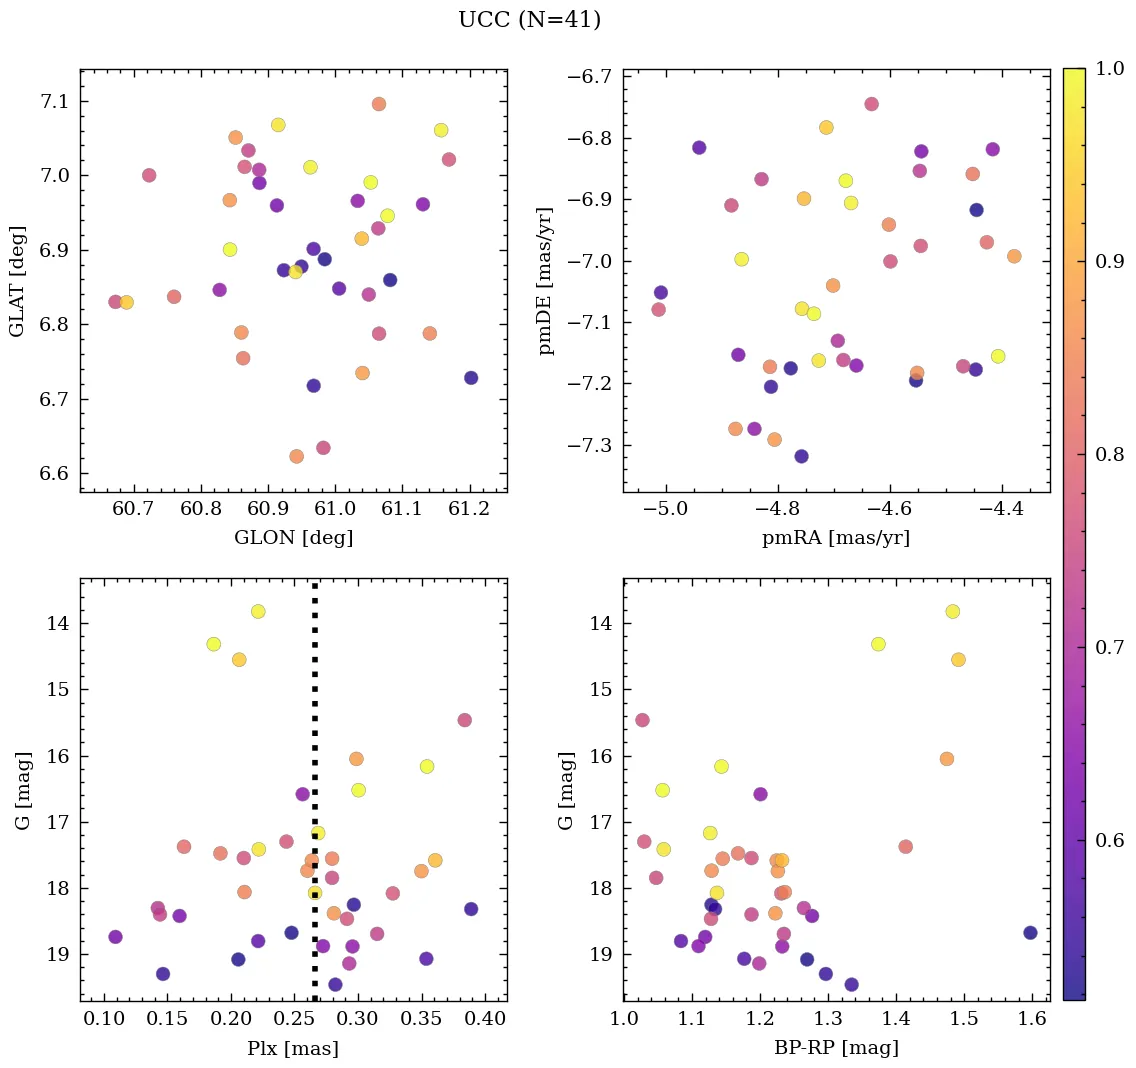 UCC (N=41)
7.1
7.0
6.9
6.8
6.7
6.6
GLAT [deg]
60.7 60.8 60.9 61.0 61.1 61.2
GLON [deg]
−6.7
−6.8
−6.9
−7.0
−7.1
−7.2
−7.3
pmDE [mas/yr]
−5.0 −4.8 −4.6 −4.4
pmRA [mas/yr]
1.0
0.9
0.8
0.7
0.6
14
15
16
17
18
19
G [mag]
0.10 0.15 0.20 0.25 0.30 0.35 0.40
Plx [mas]
14
15
16
17
18
19
G [mag]
1.0 1.1 1.2 1.3 1.4 1.5 1.6
BP-RP [mag]